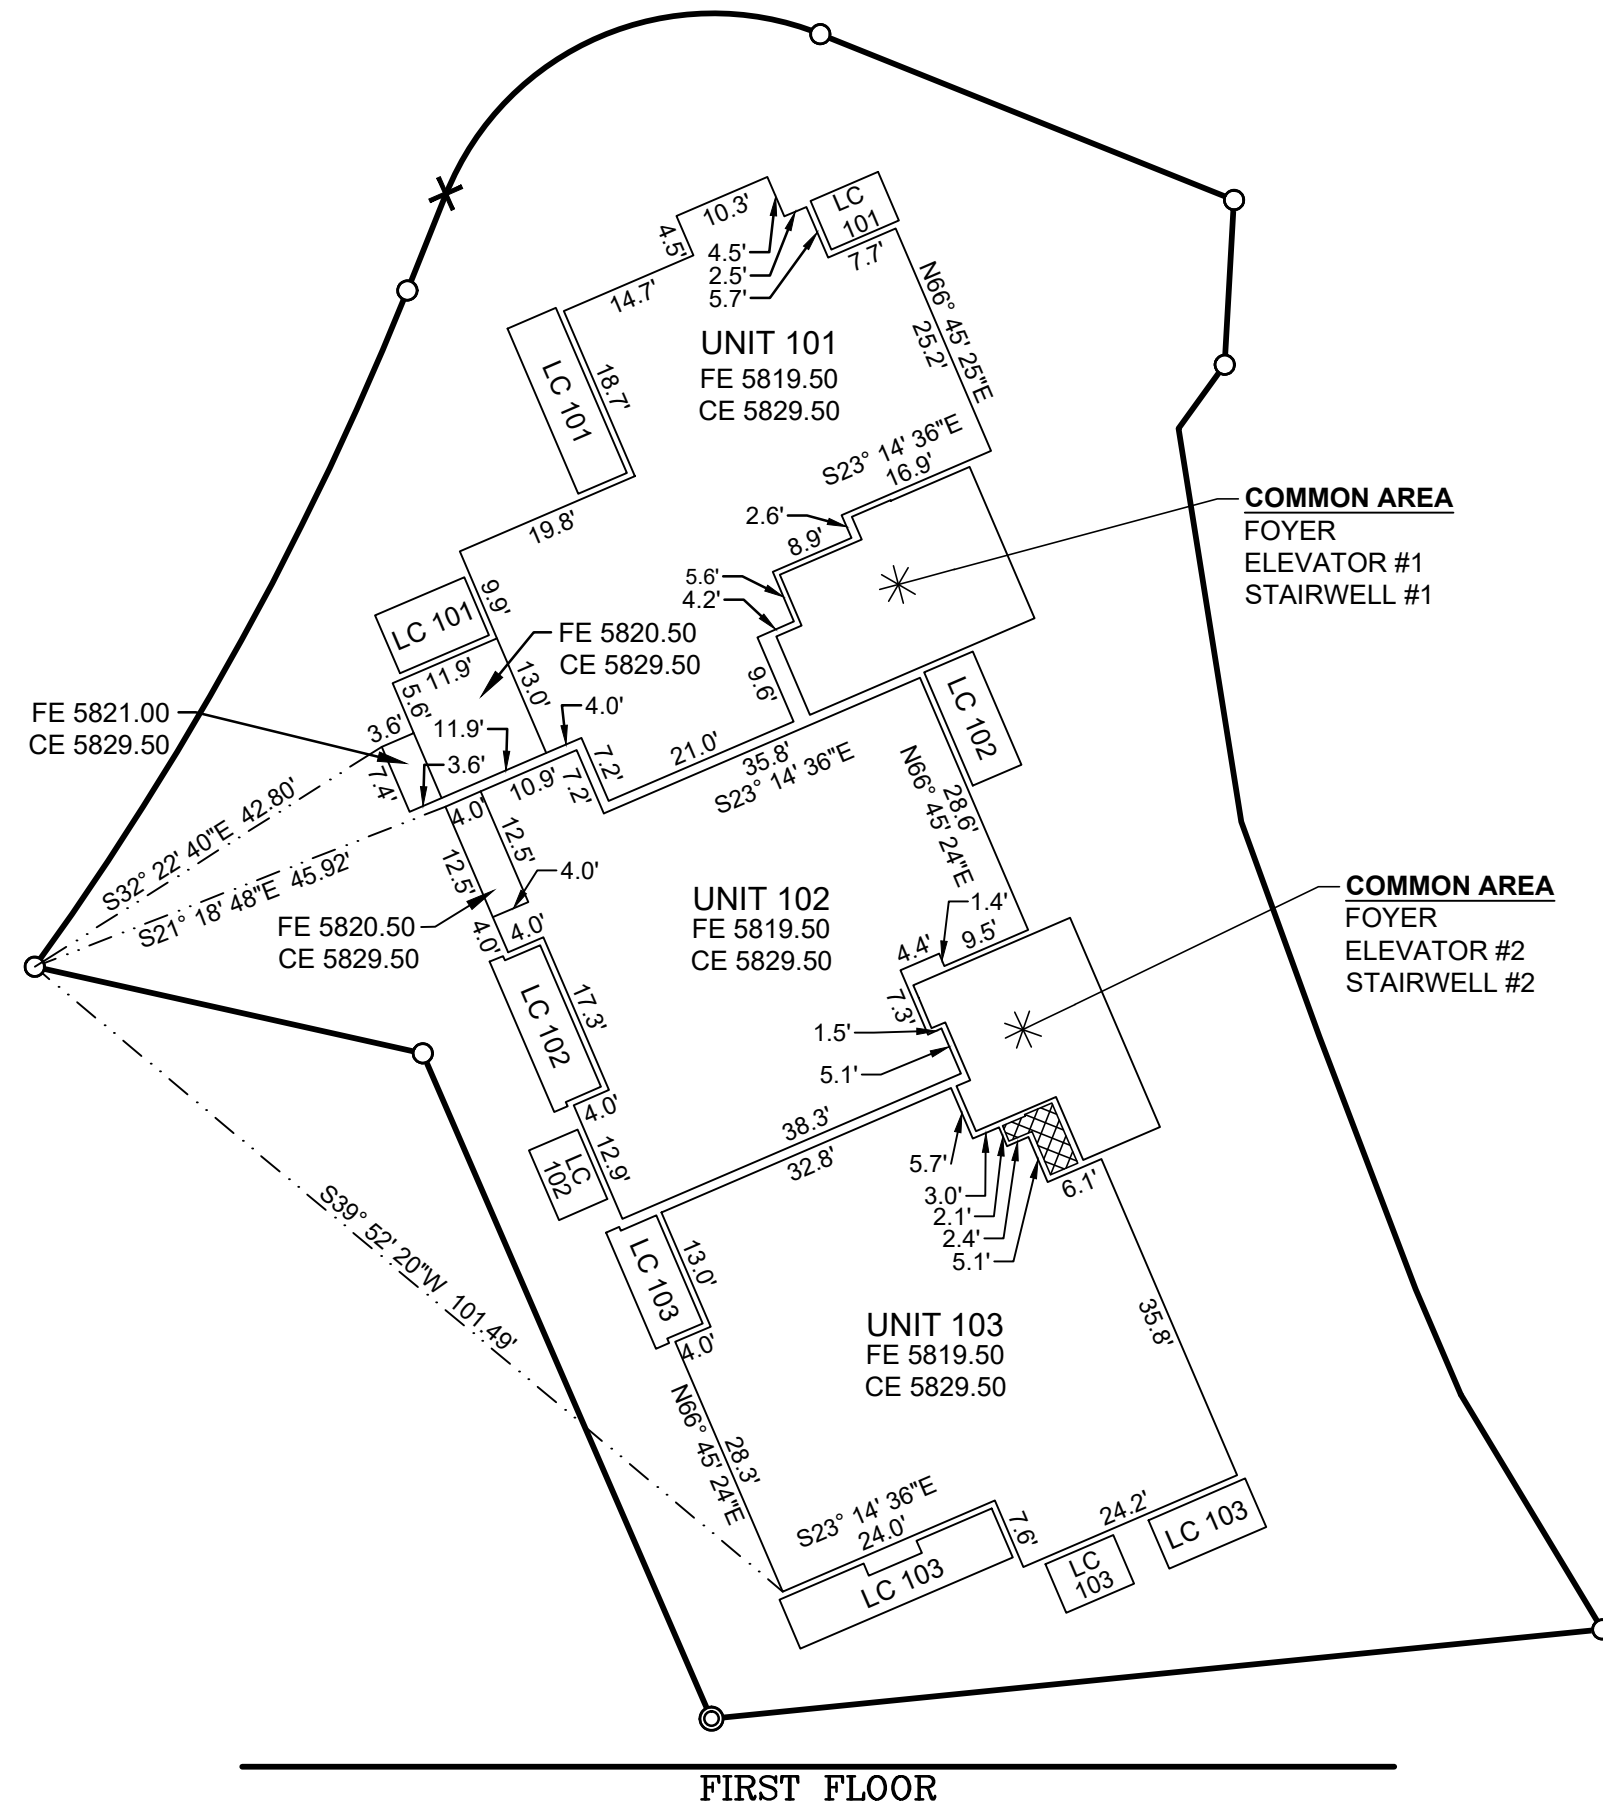 10.3'
4.5'
4.5'
2.5'
5.7'
LC
101
7.7'
14.7'
N66° 45' 25"E
25.2'
UNIT 101
FE 5819.50
CE 5829.50
LC 101
18.7'
S23° 14' 36"E
16.9'
2.6'
8.9'
COMMON AREA
FOYER
ELEVATOR #1
STAIRWELL #1
19.8'
5.6'
4.2'
9.9'
LC 101
FE 5820.50
CE 5829.50
11.9'
13.0'
9.6'
5.6'
FE 5821.00
CE 5829.50
3.6'
11.9'
4.0'
7.4'
3.6'
7.2'
21.0'
35.8'
S23° 14' 36"E
LC 102
10.9'
7.2'
4.0'
S32° 22' 40"E 42.80'
S21° 18' 48"E 45.92'
12.5'
12.5'
4.0'
N66° 45' 24"E
28.6'
UNIT 102
FE 5819.50
CE 5829.50
FE 5820.50
CE 5829.50
4.0'
4.0'
1.4'
9.5'
4.4'
COMMON AREA
FOYER
ELEVATOR #2
STAIRWELL #2
LC 102
17.3'
7.3'
1.5'
5.1'
4.0'
38.3'
32.8'
LC
102
12.9'
5.7'
3.0'
2.1'
2.4'
5.1'
6.1'
S39° 52' 20"W 101.49'
LC 103
13.0'
4.0'
UNIT 103
FE 5819.50
CE 5829.50
35.8'
N66° 45' 24"E
28.3'
S23° 14' 36"E
24.0'
7.6'
24.2'
LC 103
LC
103
LC 103
FIRST FLOOR